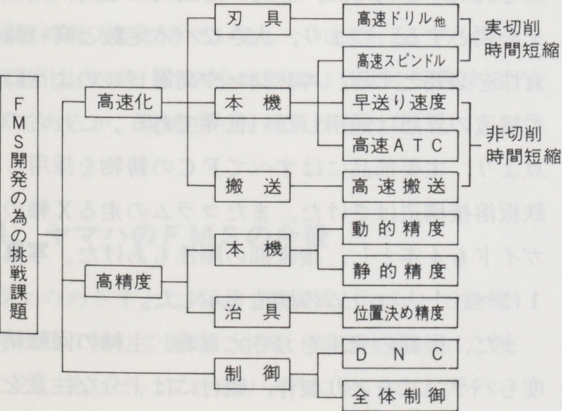 FMS開発の為の挑戦課題
高速化
刃具
高速ドリル他
実切削
時間短縮
本機
高速スピンドル
早送り速度
高速ATC
非切削
時間短縮
搬送
高速搬送
高精度
本機
動的精度
静的精度
治具
位置決め精度
制御
DNC
全体制御